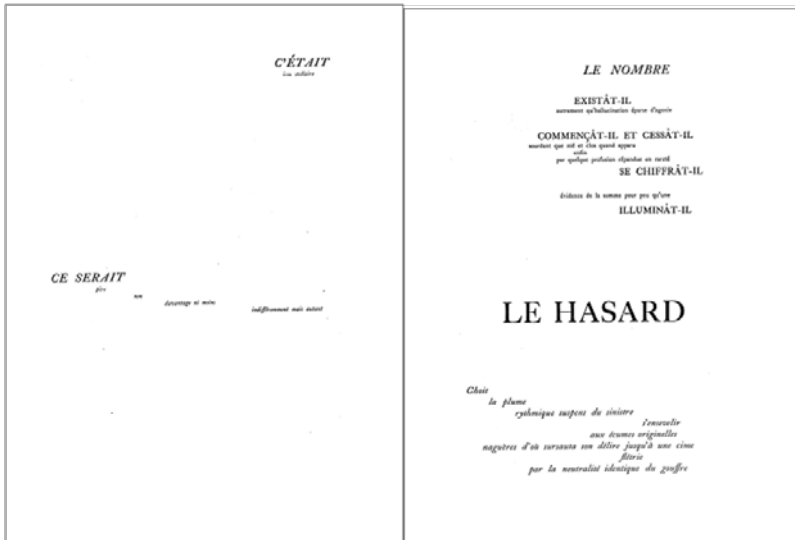 C'ÉTAIT
issu stellaire
CE SERAIT
pire
non
davantage ni moins
indifféremment mais autant
LE NOMBRE
EXISTÂT-IL
autrement qu'hallucination éparse d'agonie
COMMENÇÂT-IL ET CESSÂT-IL
sourdant que nié et clos quand apparu
enfin
par quelque profusion répandue en rareté
SE CHIFFRÂT-IL
évidence de la somme pour peu qu'une
ILLUMINÂT-IL
LE HASARD
Choit
la plume
rythmique suspens du sinistre
s'ensevelir
aux écumes originelles
naguères d'où sursauta son délire jusqu'à une cime
flétrie
par la neutralité identique du gouffre